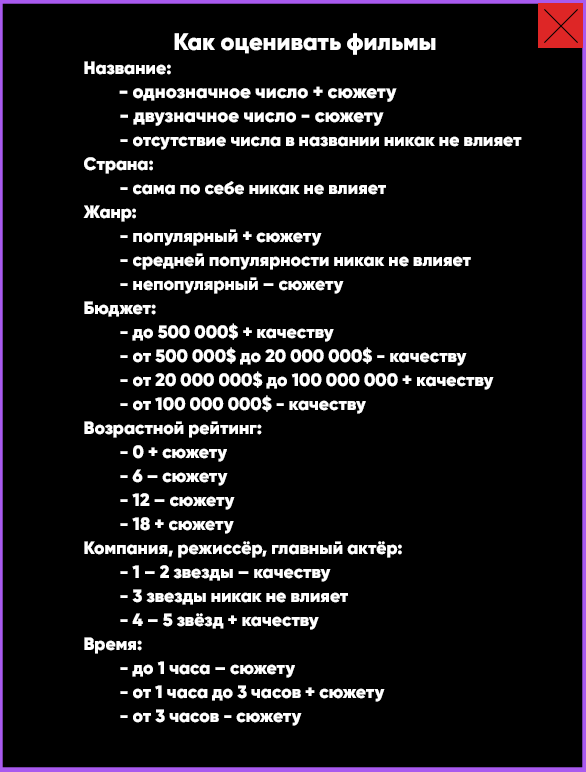 Как оценивать фильмы
Название:
- однозначное число + сюжету
- двузначное число - сюжету
- отсутствие числа в названии никак не влияет
Страна:
- сама по себе никак не влияет
Жанр:
- популярный + сюжету
- средней популярности никак не влияет
- непопулярный – сюжету
Бюджет:
- до 500 000$ + качеству
- от 500 000$ до 20 000 000$ - качеству
- от 20 000 000$ до 100 000 000 + качеству
- от 100 000 000$ - качеству
Возрастной рейтинг:
- 0 + сюжету
- 6 – сюжету
- 12 – сюжету
- 18 + сюжету
Компания, режиссёр, главный актёр:
- 1 – 2 звезды – качеству
- 3 звезды никак не влияет
- 4 – 5 звёзд + качеству
Время:
- до 1 часа – сюжету
- от 1 часа до 3 часов + сюжету
- от 3 часов - сюжету